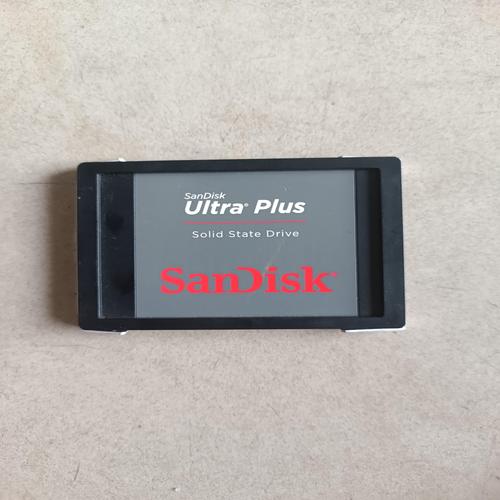 SanDisk
Ultra® Plus
Solid State Drive
SanDisk®